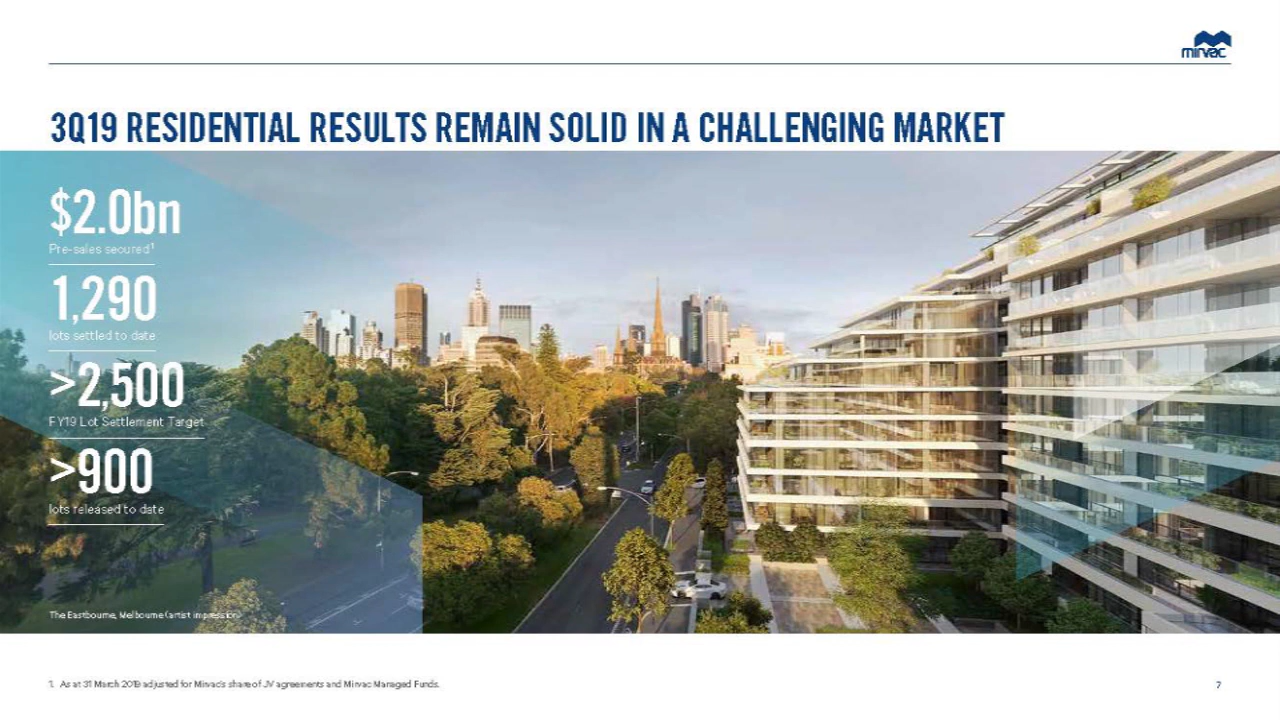 mirvac
3Q19 RESIDENTIAL RESULTS REMAIN SOLID IN A CHALLENGING MARKET
$2.0bn
Pre-sales secured¹
1,290
lots settled to date
>2,500
FY19 Lot Settlement Target
>900
lots released to date
The Eastbourne, Melbourne (artist impression)
1. As at 31 March 2019 adjusted for Mirvac's share of JV agreements and Mirvac Managed Funds.
7